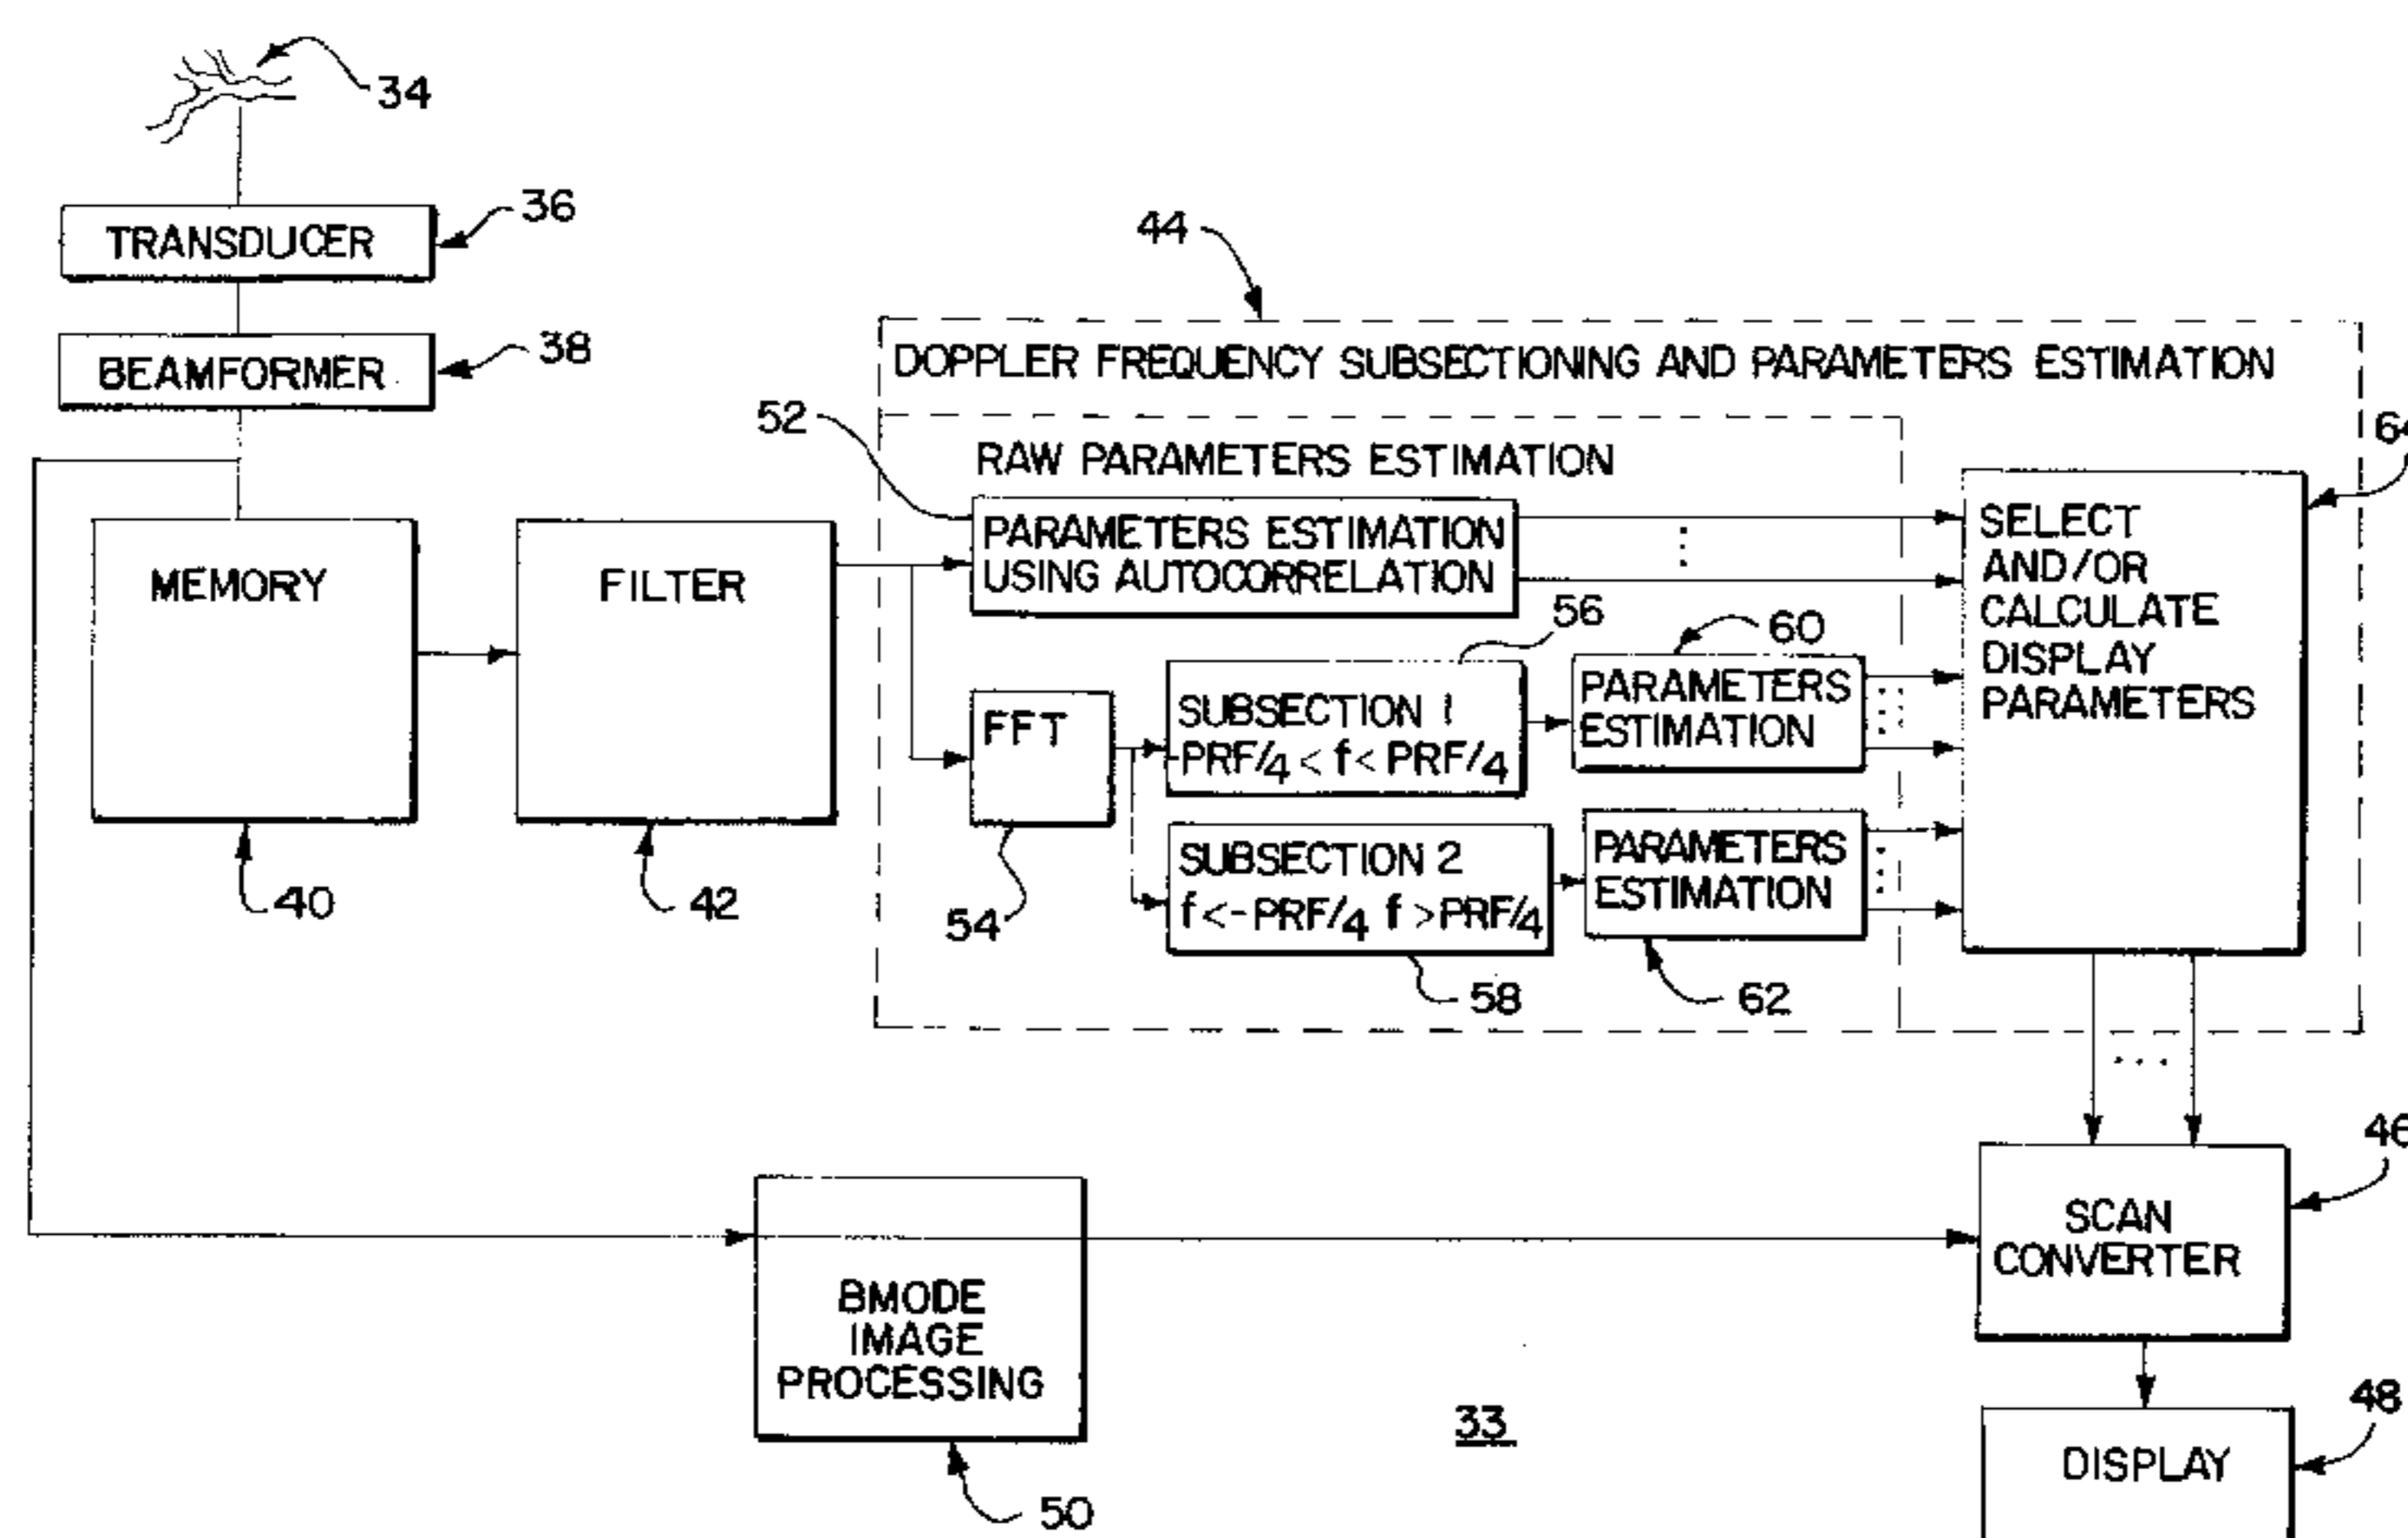 34
TRANSDUCER
36
BEAMFORMER
38
44
DOPPLER FREQUENCY SUBSECTIONING AND PARAMETERS ESTIMATION
52
RAW PARAMETERS ESTIMATION
64
MEMORY
40
FILTER
42
PARAMETERS ESTIMATION
USING AUTOCORRELATION
FFT
54
56
SUBSECTION 1
-PRF/4 < f < PRF/4
60
PARAMETERS
ESTIMATION
SUBSECTION 2
f <- PRF/4 f > PRF/4
58
PARAMETERS
ESTIMATION
62
SELECT
AND/OR
CALCULATE
DISPLAY
PARAMETERS
46
SCAN
CONVERTER
BMODE
IMAGE
PROCESSING
50
33
48
DISPLAY